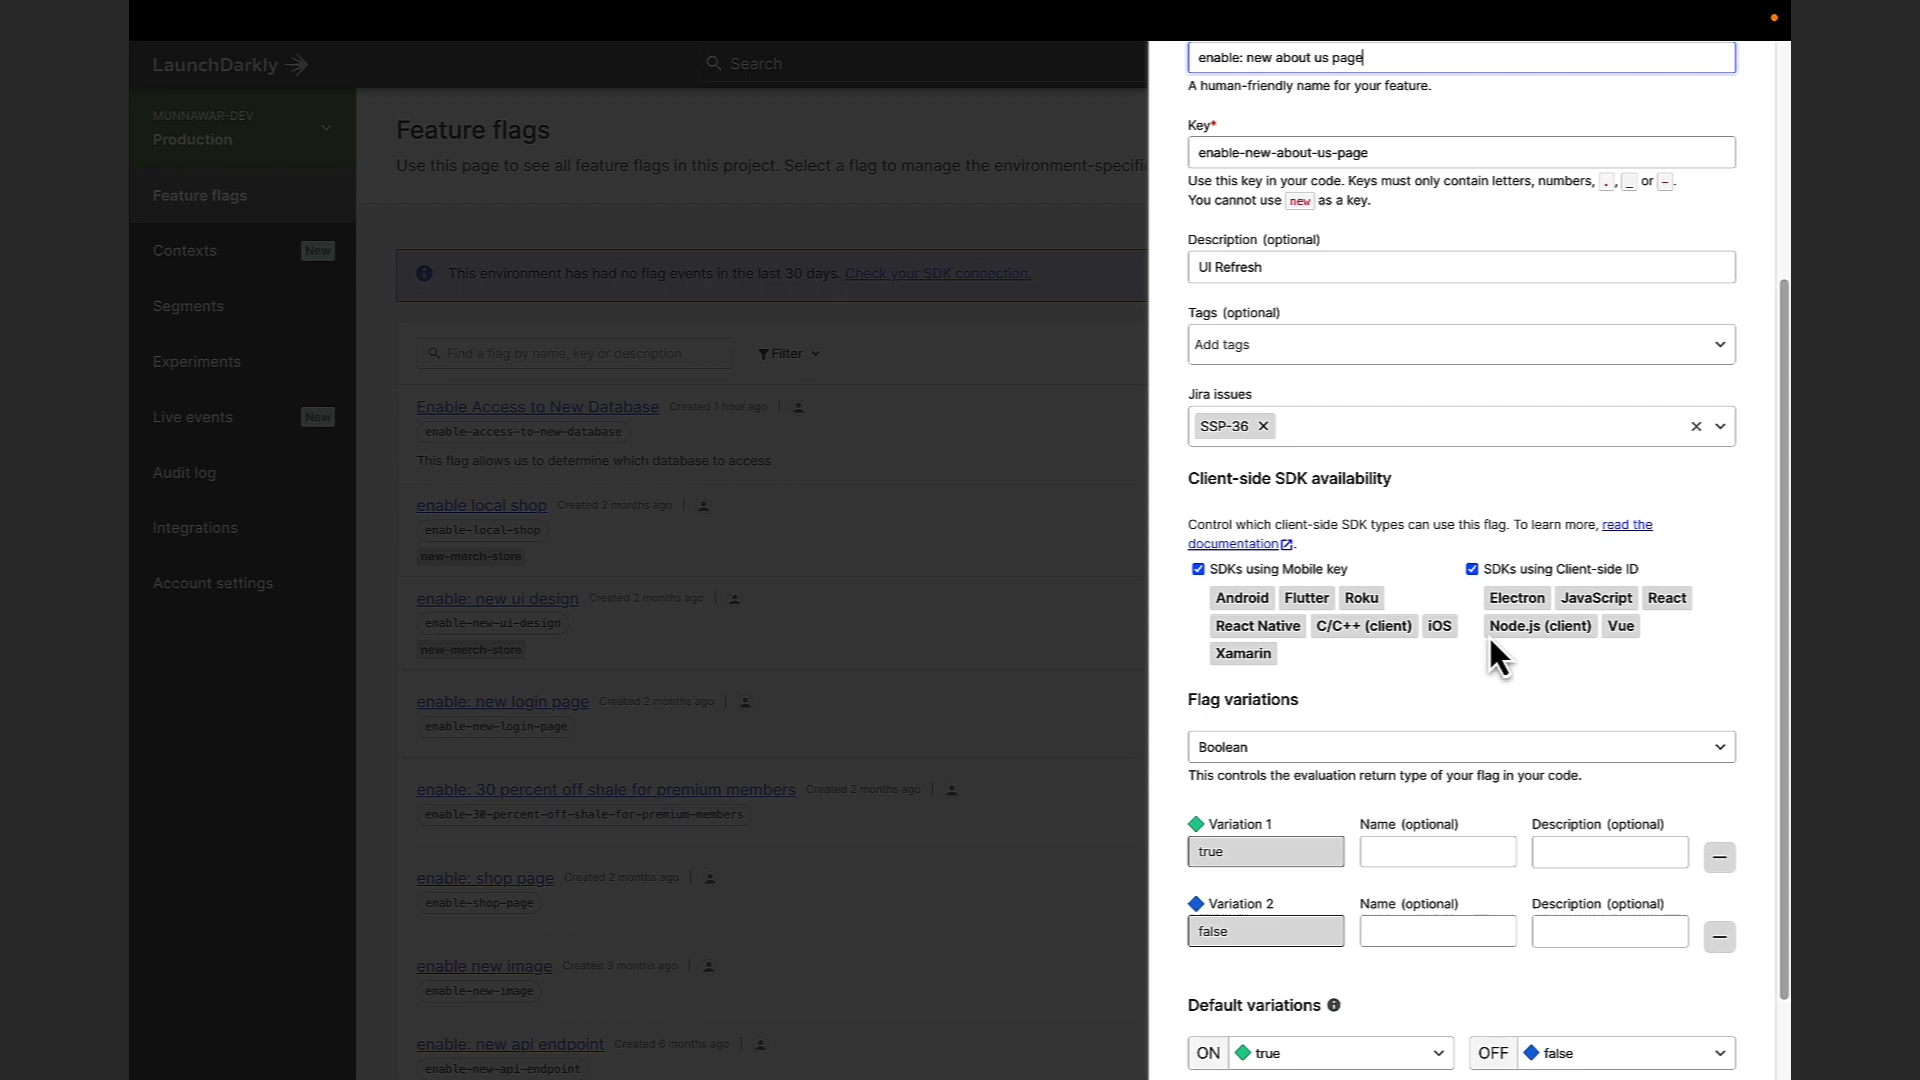 LaunchDarkly
Search
MUNNAWAR-DEV
Production
Feature flags
Contexts
New
Segments
Experiments
Live events
New
Audit log
Integrations
Account settings
Feature flags
Use this page to see all feature flags in this project. Select a flag to manage the environment-specifi
This environment has had no flag events in the last 30 days. Check your SDK connection.
Find a flag by name, key or description
Filter
Enable Access to New Database Created 1 hour ago
enable-access-to-new-database
This flag allows us to determine which database to access
enable local shop Created 2 months ago
enable-local-shop
new-merch-store
enable: new ui design Created 2 months ago
enable-new-ui-design
new-merch-store
enable: new login page Created 2 months ago
enable-new-login-page
enable: 30 percent off shale for premium members Created 2 months ago
enable-30-percent-off-shale-for-premium-members
enable: shop page Created 2 months ago
enable-shop-page
enable new image Created 3 months ago
enable-new-image
enable: new api endpoint Created 6 months ago
enable-new-api-endpoint
enable: new about us page
A human-friendly name for your feature.
Key*
enable-new-about-us-page
Use this key in your code. Keys must only contain letters, numbers, ., _ or -.
You cannot use new as a key.
Description (optional)
UI Refresh
Tags (optional)
Add tags
Jira issues
SSP-36
Client-side SDK availability
Control which client-side SDK types can use this flag. To learn more, read the
documentation.
SDKs using Mobile key
Android Flutter Roku
React Native C/C++ (client) iOS
Xamarin
SDKs using Client-side ID
Electron JavaScript React
Node.js (client) Vue
Flag variations
Boolean
This controls the evaluation return type of your flag in your code.
Variation 1 Name (optional) Description (optional)
true
Variation 2 Name (optional) Description (optional)
false
Default variations
ON true OFF false